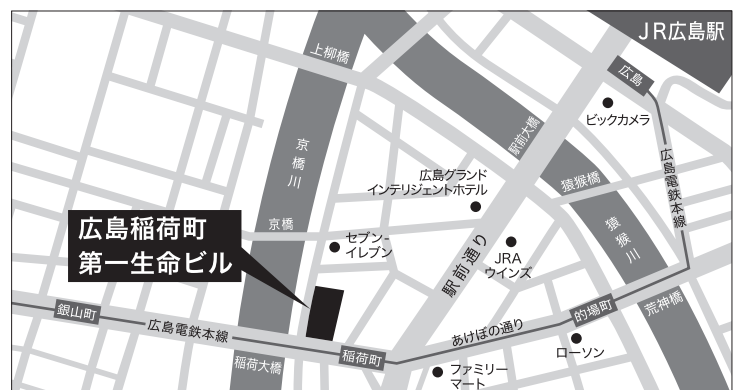 JR広島駅
上柳橋
広島
ビックカメラ
駅前大橋
京橋川
広島電鉄本線
広島グランド
インテリジェントホテル
猿猴橋
京橋
セブン-
イレブン
駅前通り
JRA
ウインズ
猿猴川
広島稲荷町
第一生命ビル
銀山町
広島電鉄本線
稲荷大橋
稲荷町
あけぼの通り
的場町
荒神橋
ローソン
ファミリー
マート